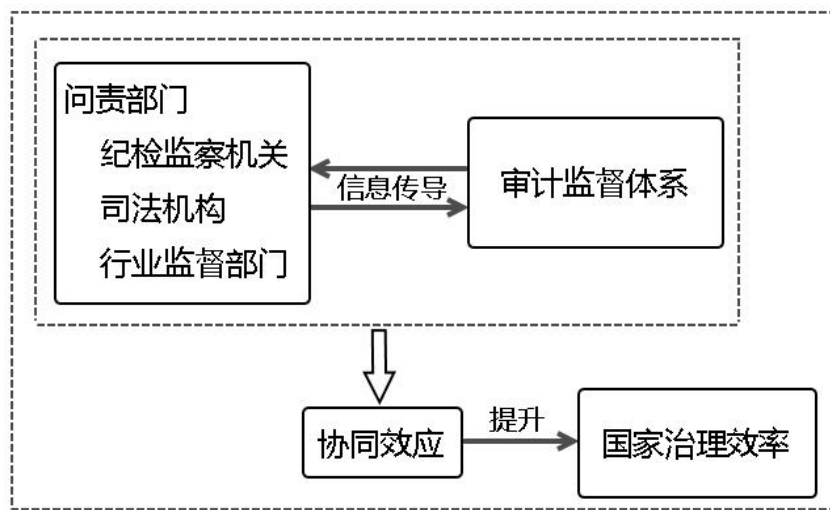 问责部门
纪检监察机关
司法机构
行业监督部门
信息传导
审计监督体系
协同效应
提升
国家治理效率